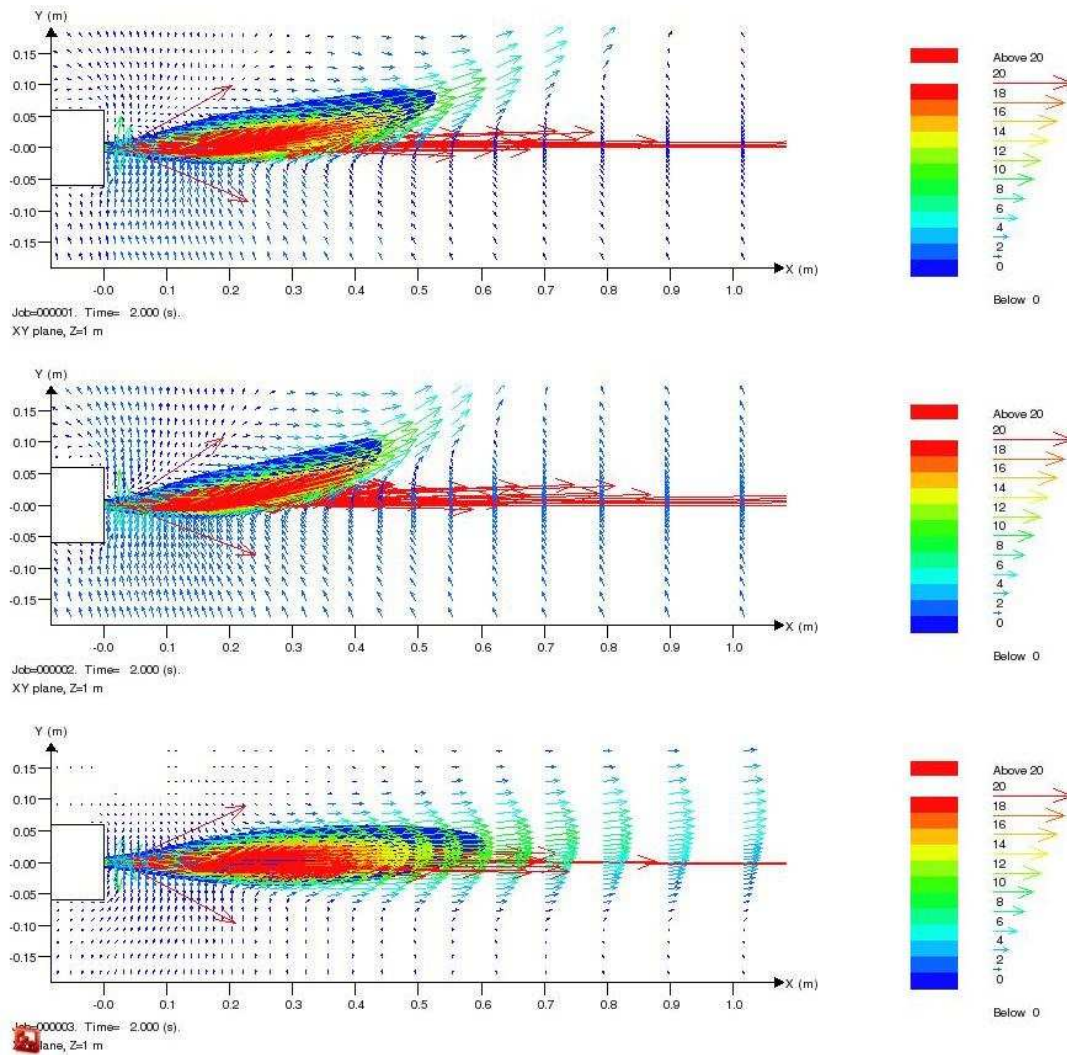 Y (m)
0.15
0.10
0.05
-0.00
-0.05
-0.10
-0.15
-0.0 0.1 0.2 0.3 0.4 0.5 0.6 0.7 0.8 0.9 1.0
X (m)
Job=000001. Time= 2.000 (s).
XY plane, Z=1 m
Above 20
20
18
16
14
12
10
8
6
4
2
0
Below 0
Y (m)
0.15
0.10
0.05
-0.00
-0.05
-0.10
-0.15
-0.0 0.1 0.2 0.3 0.4 0.5 0.6 0.7 0.8 0.9 1.0
X (m)
Job=000002. Time= 2.000 (s).
XY plane, Z=1 m
Above 20
20
18
16
14
12
10
8
6
4
2
0
Below 0
Y (m)
0.15
0.10
0.05
-0.00
-0.05
-0.10
-0.15
-0.0 0.1 0.2 0.3 0.4 0.5 0.6 0.7 0.8 0.9 1.0
X (m)
Job=000003. Time= 2.000 (s).
XY plane, Z=1 m
Above 20
20
18
16
14
12
10
8
6
4
2
0
Below 0